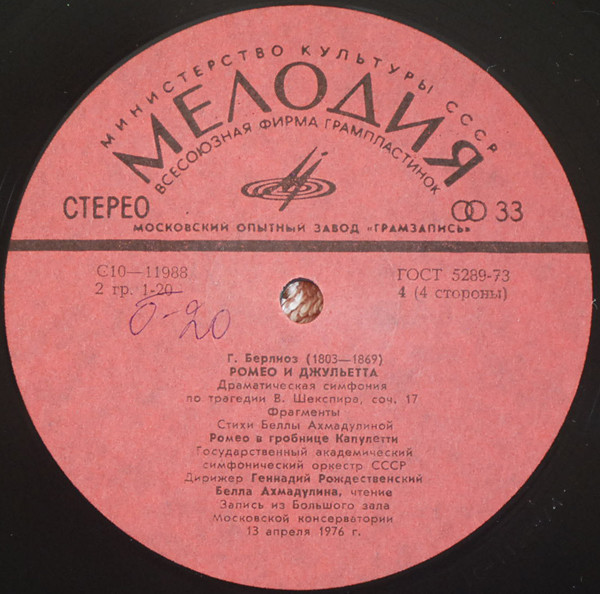 МИНИСТЕРСТВО КУЛЬТУРЫ СССР
МЕЛОДИЯ
ВСЕСОЮЗНАЯ ФИРМА ГРАМПЛАСТИНОК
СТЕРЕО
33
МОСКОВСКИЙ ОПЫТНЫЙ ЗАВОД «ГРАМЗАПИСЬ»
С10—11988
ГОСТ 5289-73
2 гр. 1-20
4 (4 стороны)
0-20
Г. Берлиоз (1803—1869)
РОМЕО И ДЖУЛЬЕТТА
Драматическая симфония
по трагедии В. Шекспира, соч. 17
Фрагменты
Стихи Беллы Ахмадулиной
Ромео в гробнице Капулетти
Государственный академический
симфонический оркестр СССР
Дирижер Геннадий Рождественский
Белла Ахмадулина, чтение
Запись из Большого зала
Московской консерватории
13 апреля 1976 г.